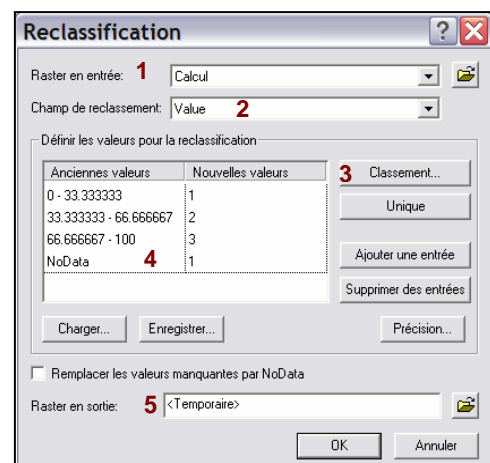 Reclassification
Raster en entrée: 1 Calcul
Champ de reclassement: Value 2
Définir les valeurs pour la reclassification
Anciennes valeurs Nouvelles valeurs
3 Classement...
0 - 33.333333 1
Unique
33.333333 - 66.666667 2
66.666667 - 100 3
NoData 4 1
Ajouter une entrée
Supprimer des entrées
Charger... Enregistrer... Précision...
Remplacer les valeurs manquantes par NoData
Raster en sortie: 5 <Temporaire>
OK Annuler